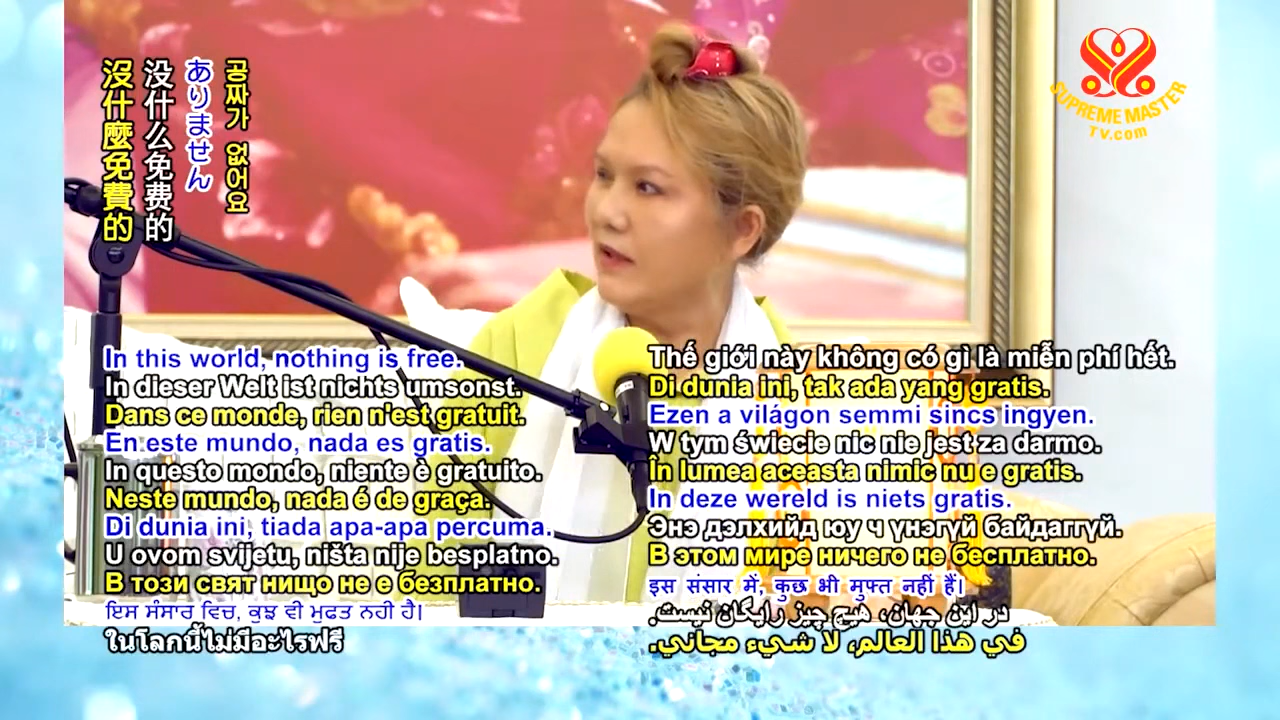 공짜가 없어요
ありません
没什么免费的
沒什麼免費的
SUPREME MASTER
TV.com
In this world, nothing is free.
In dieser Welt ist nichts umsonst.
Dans ce monde, rien n'est gratuit.
En este mundo, nada es gratis.
In questo mondo, niente è gratuito.
Neste mundo, nada é de graça.
Di dunia ini, tiada apa-apa percuma.
U ovom svijetu, ništa nije besplatno.
В този свят нищо не е безплатно.
ਇਸ ਸੰਸਾਰ ਵਿਚ, ਕੁਝ ਵੀ ਮੁਫਤ ਨਹੀ ਹੈ।
ในโลกนี้ไม่มีอะไรฟรี
Thế giới này không có gì là miễn phí hết.
Di dunia ini, tak ada yang gratis.
Ezen a világon semmi sincs ingyen.
W tym świecie nic nie jest za darmo.
În lumea aceasta nimic nu e gratis.
In deze wereld is niets gratis.
Энэ дэлхийд юу ч үнэгүй байдаггүй.
В этом мире ничего не бесплатно.
इस संसार में, कुछ भी मुफ्त नहीं हैं।
در این جهان، هیچ چیز رایگان نیست.
في هذا العالم، لا شيء مجاني.